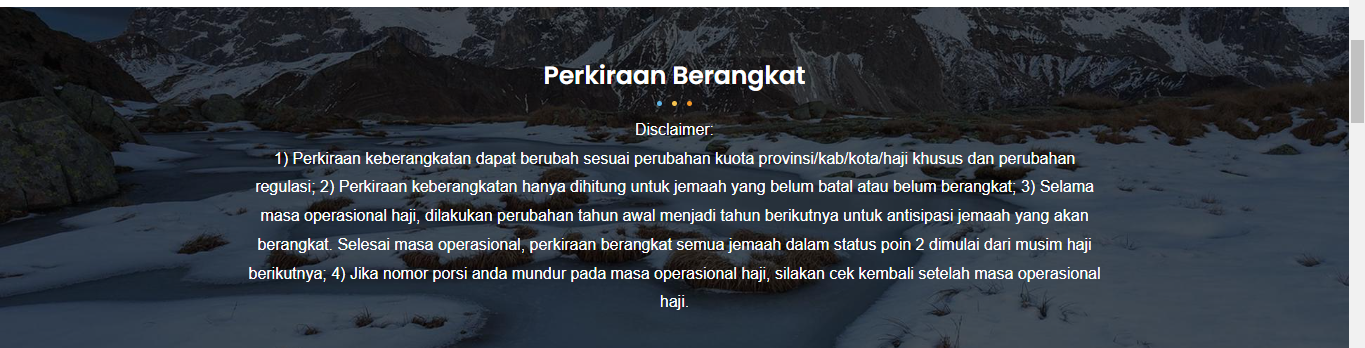 Perkiraan Berangkat
Disclaimer:
1) Perkiraan keberangkatan dapat berubah sesuai perubahan kuota provinsi/kab/kota/haji khusus dan perubahan
regulasi; 2) Perkiraan keberangkatan hanya dihitung untuk jemaah yang belum batal atau belum berangkat; 3) Selama
masa operasional haji, dilakukan perubahan tahun awal menjadi tahun berikutnya untuk antisipasi jemaah yang akan
berangkat. Selesai masa operasional, perkiraan berangkat semua jemaah dalam status poin 2 dimulai dari musim haji
berikutnya; 4) Jika nomor porsi anda mundur pada masa operasional haji, silakan cek kembali setelah masa operasional
haji.